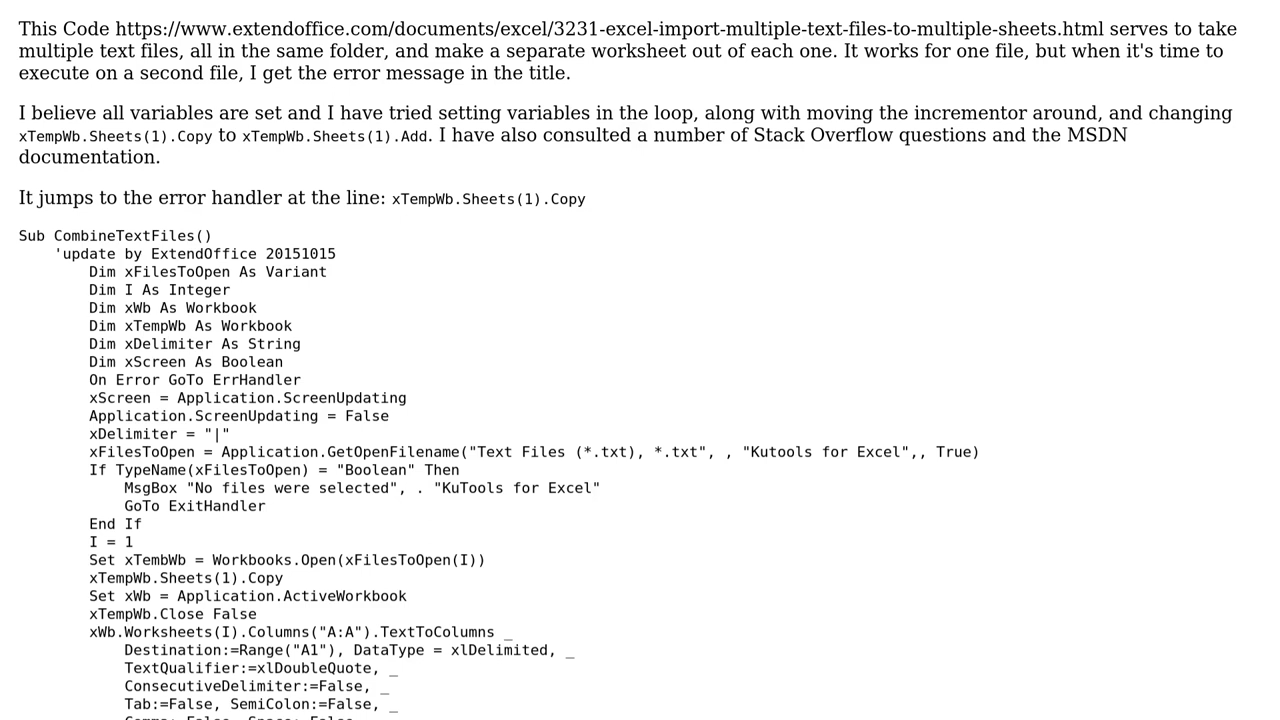 This Code https://www.extendoffice.com/documents/excel/3231-excel-import-multiple-text-files-to-multiple-sheets.html serves to take
multiple text files, all in the same folder, and make a separate worksheet out of each one. It works for one file, but when it's time to
execute on a second file, I get the error message in the title.
I believe all variables are set and I have tried setting variables in the loop, along with moving the incrementor around, and changing
xTempWb.Sheets(1).Copy to xTempWb.Sheets(1).Add. I have also consulted a number of Stack Overflow questions and the MSDN
documentation.
It jumps to the error handler at the line: xTempWb.Sheets(1).Copy
Sub CombineTextFiles()
    'update by ExtendOffice 20151015
        Dim xFilesToOpen As Variant
        Dim I As Integer
        Dim xWb As Workbook
        Dim xTempWb As Workbook
        Dim xDelimiter As String
        Dim xScreen As Boolean
        On Error GoTo ErrHandler
        xScreen = Application.ScreenUpdating
        Application.ScreenUpdating = False
        xDelimiter = "|"
        xFilesToOpen = Application.GetOpenFilename("Text Files (*.txt), *.txt", , "Kutools for Excel",, True)
        If TypeName(xFilesToOpen) = "Boolean" Then
            MsgBox "No files were selected", . "KuTools for Excel"
            GoTo ExitHandler
        End If
        I = 1
        Set xTembWb = Workbooks.Open(xFilesToOpen(I))
        xTempWb.Sheets(1).Copy
        Set xWb = Application.ActiveWorkbook
        xTempWb.Close False
        xWb.Worksheets(I).Columns("A:A").TextToColumns _
            Destination:=Range("A1"), DataType = xlDelimited, _
            TextQualifier:=xlDoubleQuote, _
            ConsecutiveDelimiter:=False, _
            Tab:=False, SemiColon:=False, _